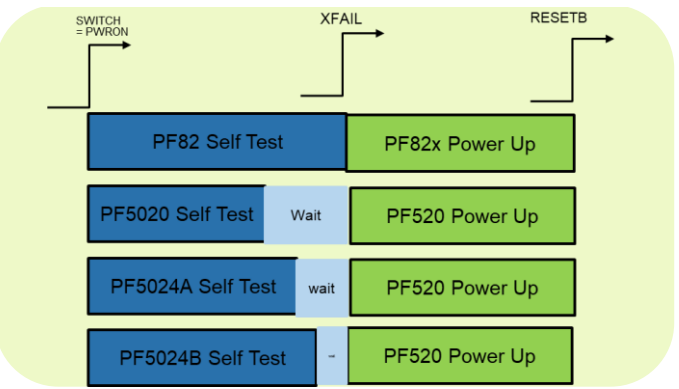 SWITCH
= PWRON
XFAIL
RESETB
PF82 Self Test
PF82x Power Up
PF5020 Self Test
Wait
PF520 Power Up
PF5024A Self Test
wait
PF520 Power Up
PF5024B Self Test
PF520 Power Up